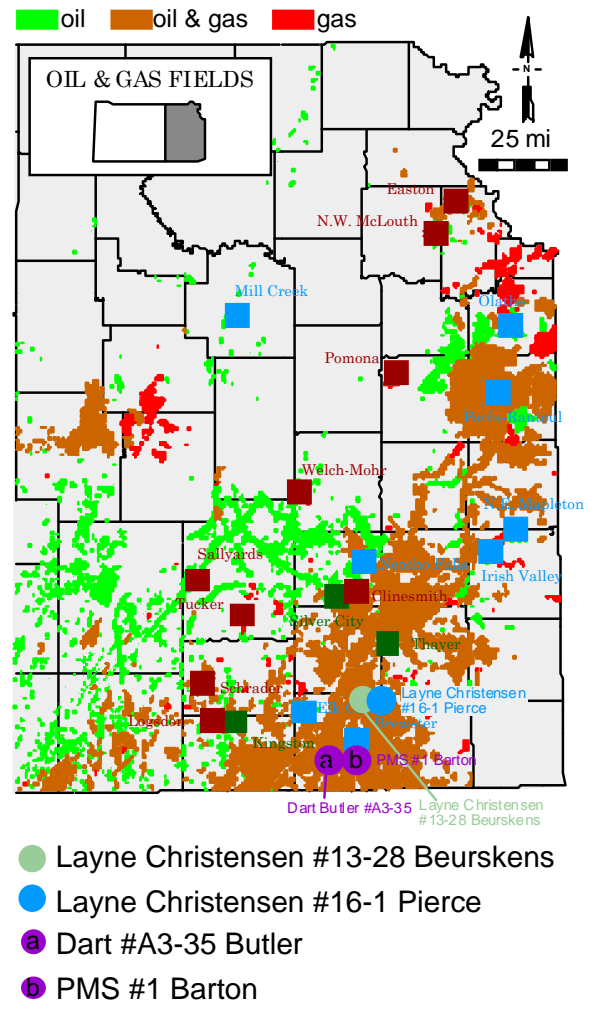 oil
oil & gas
gas
OIL & GAS FIELDS
N
25 mi
Easton
N.W. McLouth
Mill Creek
Olathe
Pomona
Paola-Rantoul
Welch-Mohr
N.E. Mapleton
Sallyards
Neosho Falls
Irish Valley
Tucker
Clinesmith
Silver City
Thayer
Schrader
Layne Christensen
#16-1 Pierce
Logsdon
Elk
Kingston
a
b
PMS #1 Barton
Dart Butler #A3-35
Layne Christensen
#13-28 Beurskens
Layne Christensen #13-28 Beurskens
Layne Christensen #16-1 Pierce
a Dart #A3-35 Butler
b PMS #1 Barton